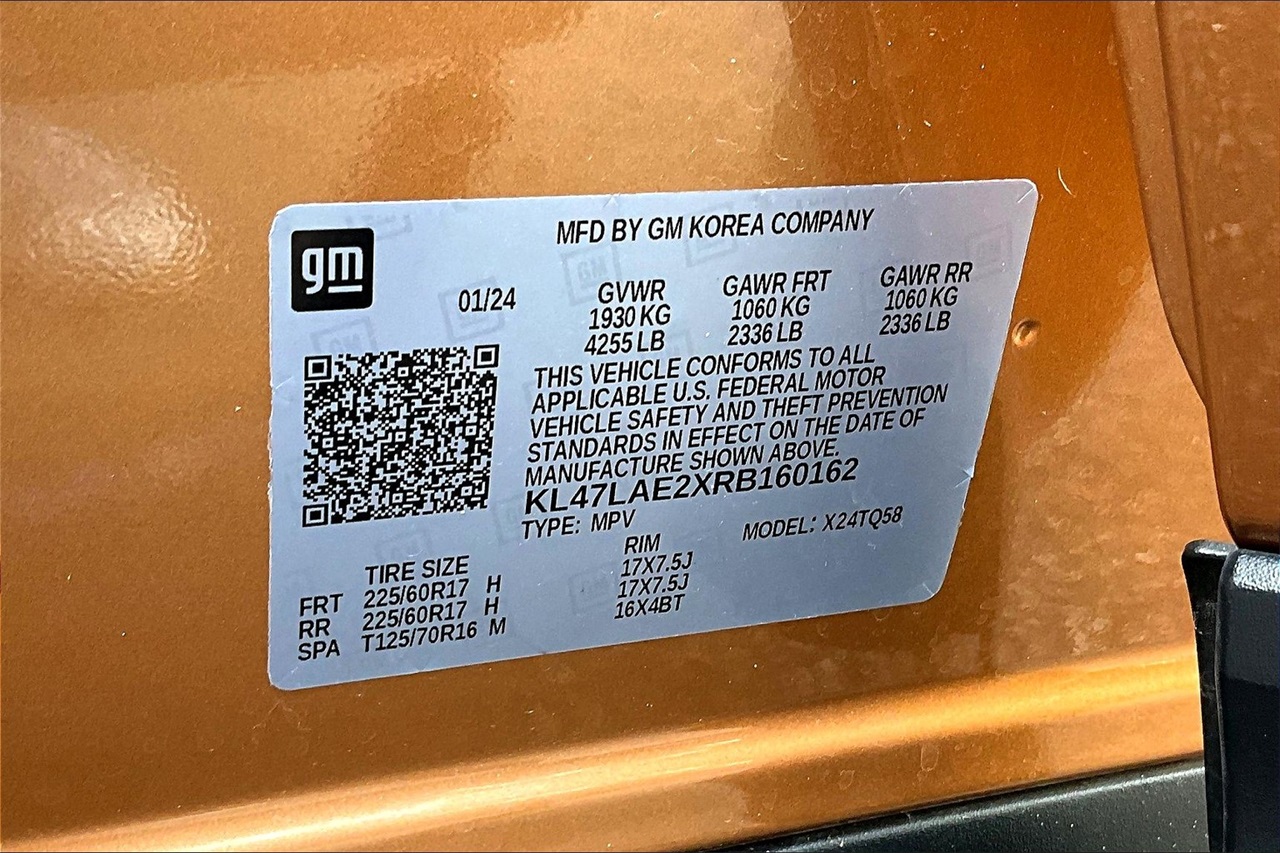 gm
MFD BY GM KOREA COMPANY
01/24
GVWR GAWR FRT GAWR RR
1930 KG 1060 KG 1060 KG
4255 LB 2336 LB 2336 LB
THIS VEHICLE CONFORMS TO ALL
APPLICABLE U.S. FEDERAL MOTOR
VEHICLE SAFETY AND THEFT PREVENTION
STANDARDS IN EFFECT ON THE DATE OF
MANUFACTURE SHOWN ABOVE.
KL47LAE2XRB160162
TYPE: MPV MODEL: X24TQ58
TIRE SIZE RIM
FRT 225/60R17 H 17X7.5J
RR 225/60R17 H 17X7.5J
SPA T125/70R16 M 16X4BT